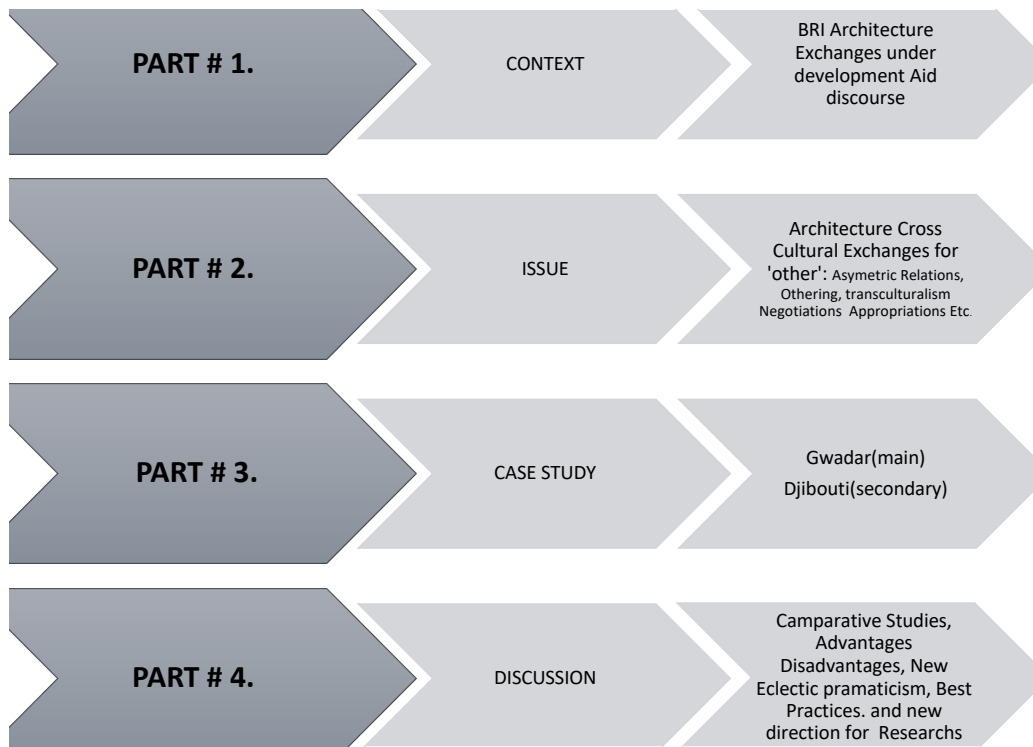 PART # 1.
CONTEXT
BRI Architecture
Exchanges under
development Aid
discourse
PART # 2.
ISSUE
Architecture Cross
Cultural Exchanges for
'other': Asymetric Relations,
Othering, transculturalism
Negotiations Appropriations Etc.
PART # 3.
CASE STUDY
Gwadar(main)
Djibouti(secondary)
PART # 4.
DISCUSSION
Camparative Studies,
Advantages
Disadvantages, New
Eclectic pramaticism, Best
Practices. and new
direction for Researchs